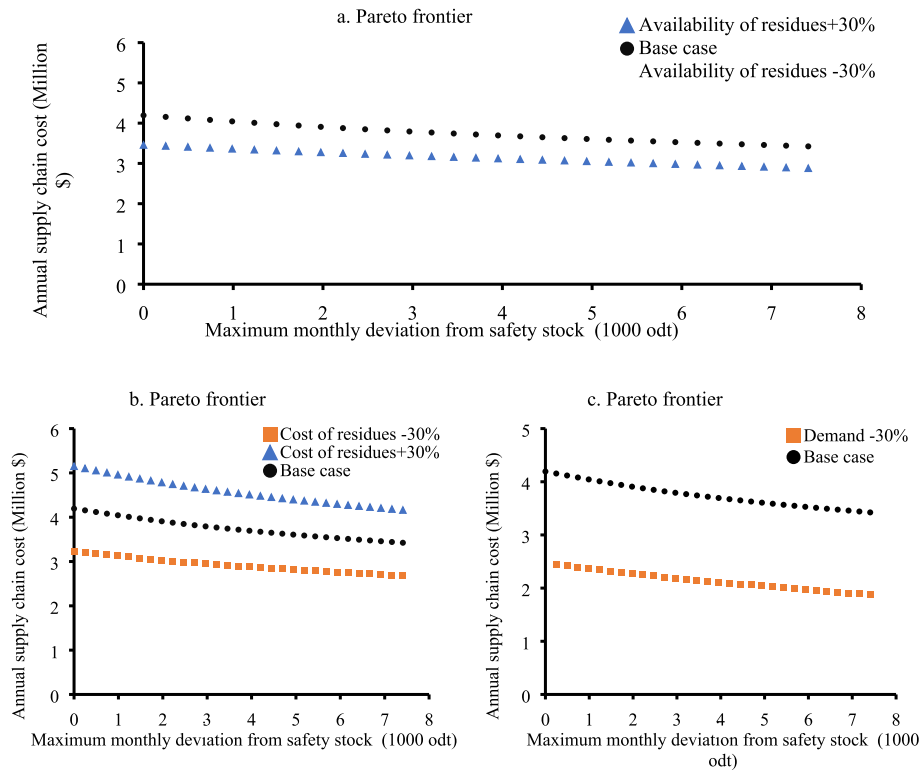 a. Pareto frontier
Availability of residues+30%
Base case
Availability of residues -30%
Annual supply chain cost (Million
$)
6
5
4
3
2
1
0
0 1 2 3 4 5 6 7 8
Maximum monthly deviation from safety stock (1000 odt)
b. Pareto frontier
Cost of residues -30%
Cost of residues+30%
Base case
Annual supply chain cost (Million $)
6
5
4
3
2
1
0
0 1 2 3 4 5 6 7 8
Maximum monthly deviation from safety stock (1000 odt)
c. Pareto frontier
Demand -30%
Base case
Annual supply chain cost (Million $)
5
4
3
2
1
0
0 1 2 3 4 5 6 7 8
Maximum monthly deviation from safety stock (1000
odt)